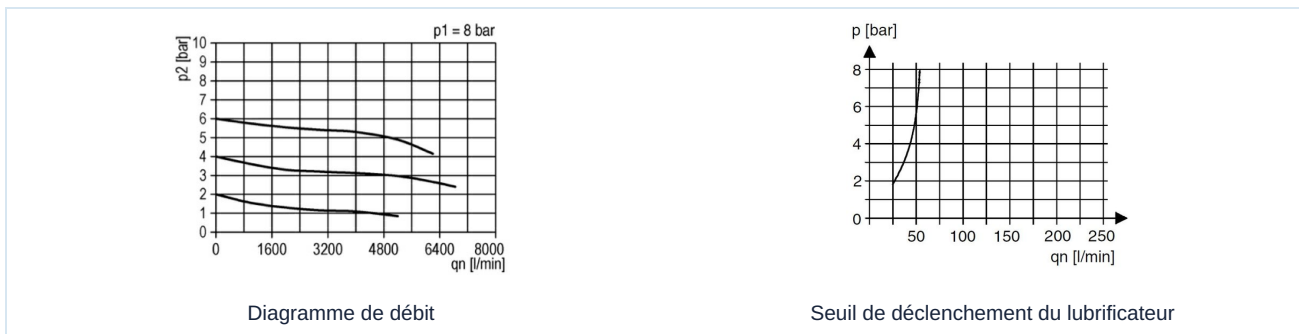 p1 = 8 bar
p2 [bar]
10
9
8
7
6
5
4
3
2
1
0
0 1600 3200 4800 6400 8000
qn [l/min]
Diagramme de débit
p [bar]
8
6
4
2
0
50 100 150 200 250
qn [l/min]
Seuil de déclenchement du lubrificateur